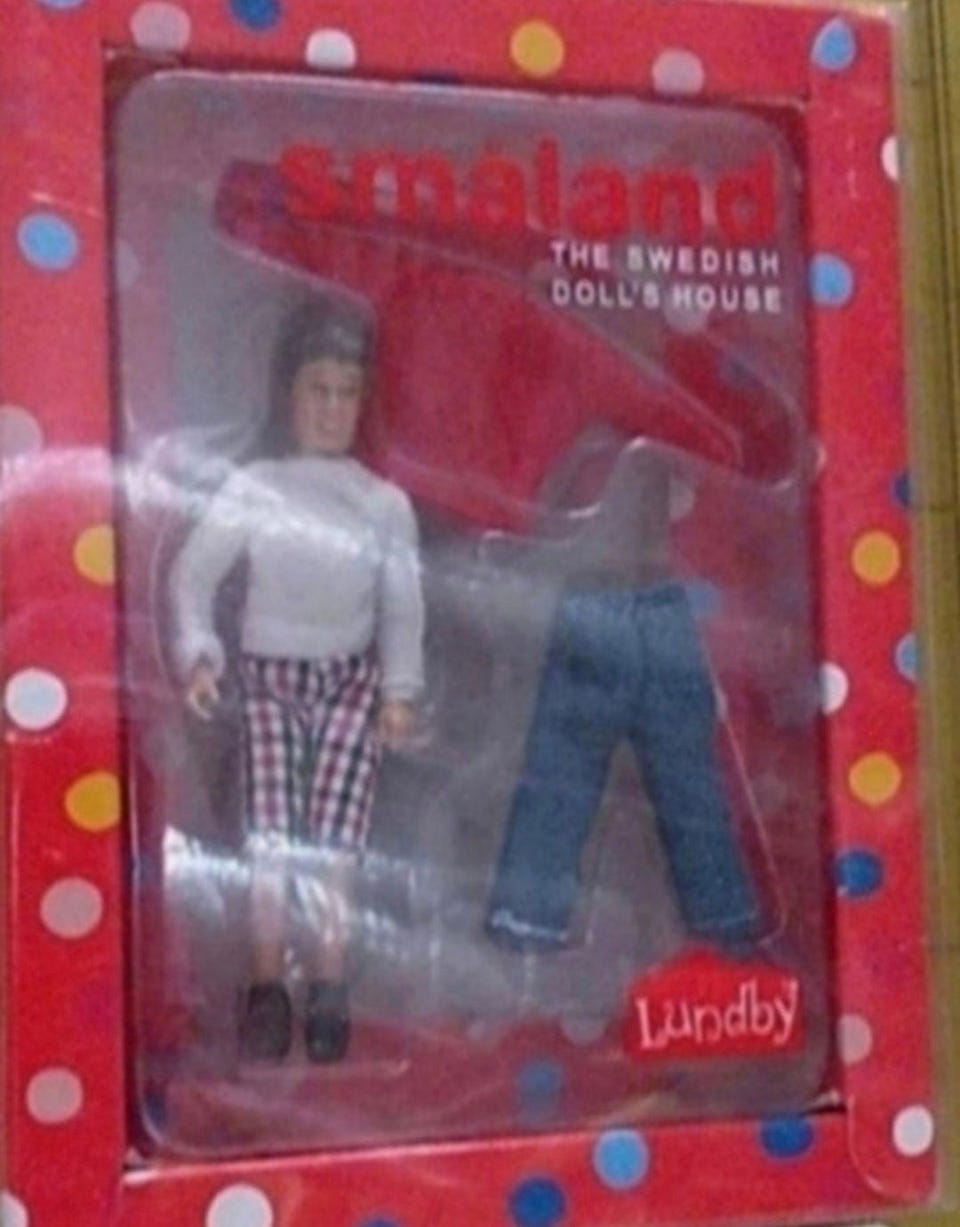 småland
THE SWEDISH
DOLL'S HOUSE
Lundby